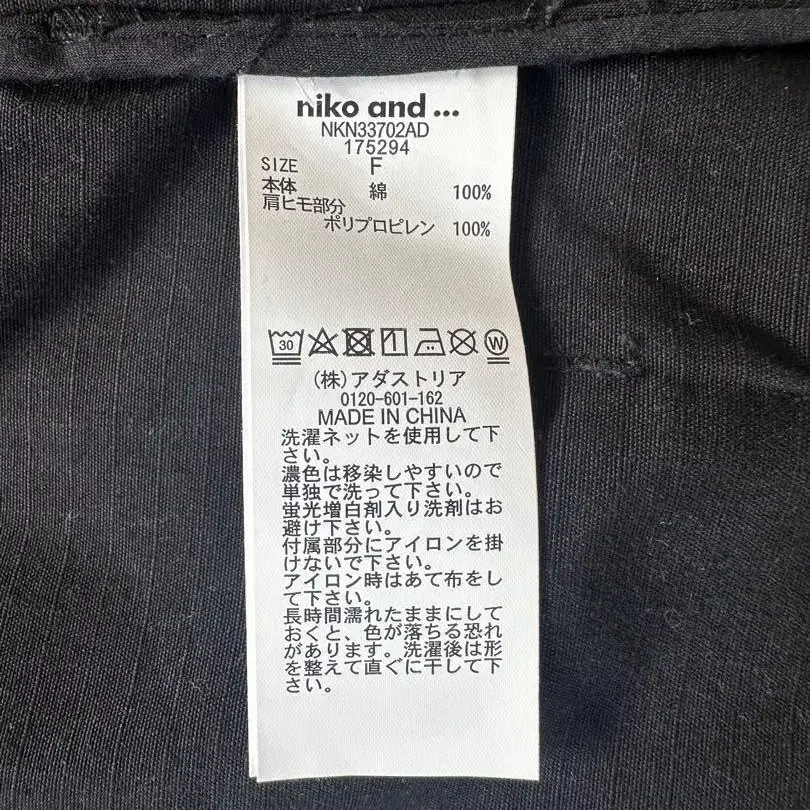 niko and ...
NKN33702AD
175294
SIZE F
本体 綿 100%
肩ヒモ部分
ポリプロピレン 100%
30 W
(株)アダストリア
0120-601-162
MADE IN CHINA
洗濯ネットを使用して下
さい。
濃色は移染しやすいので
単独で洗って下さい。
蛍光増白剤入り洗剤はお
避け下さい。
付属部分にアイロンを掛
けないで下さい。
アイロン時はあて布をし
て下さい。
長時間濡れたままにして
おくと、色が落ちる恐れ
があります。洗濯後は形
を整えて直ぐに干して下
さい。